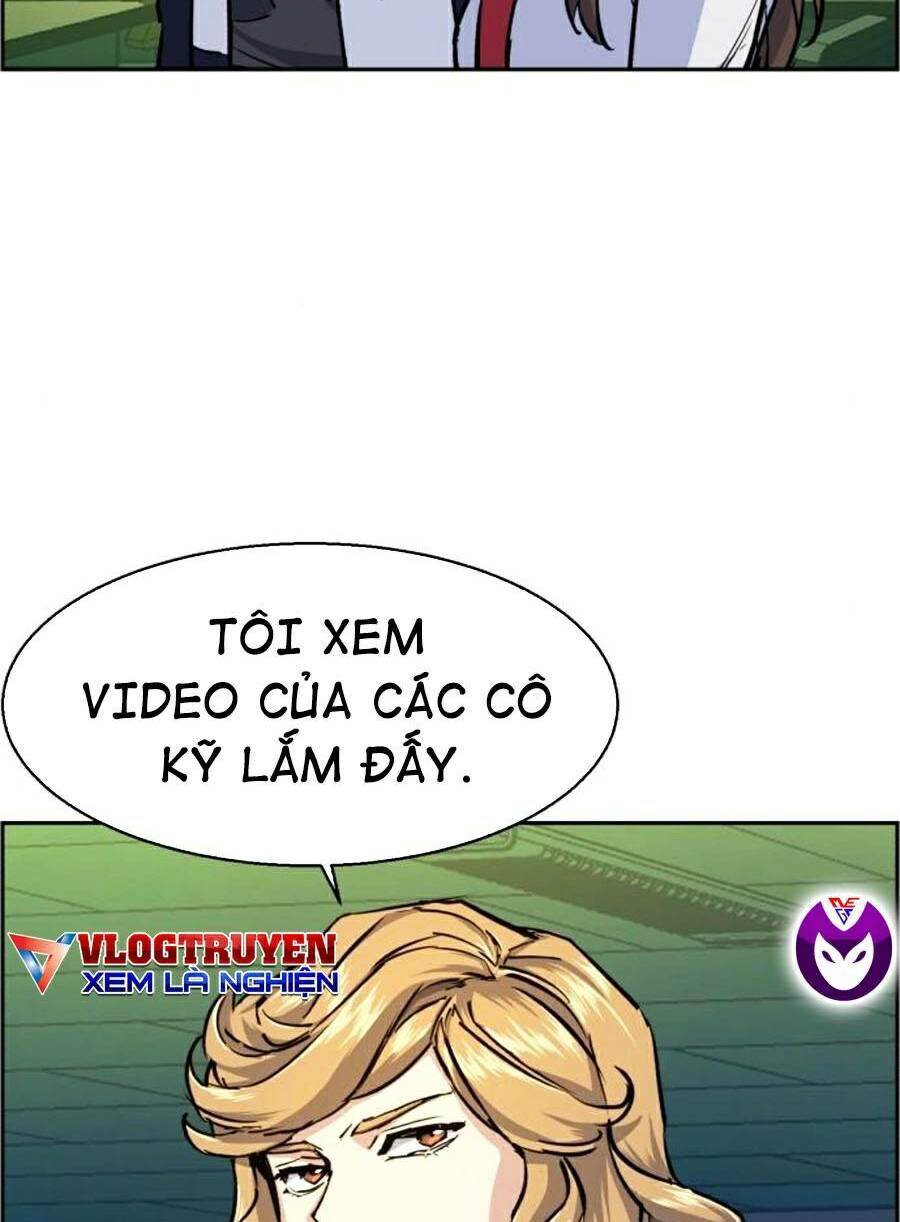 TÔI XEM
VIDEO CỦA CÁC CÔ
KỸ LẮM ĐẤY.
VLOGTRUYEN
XEM LÀ NGHIỆN